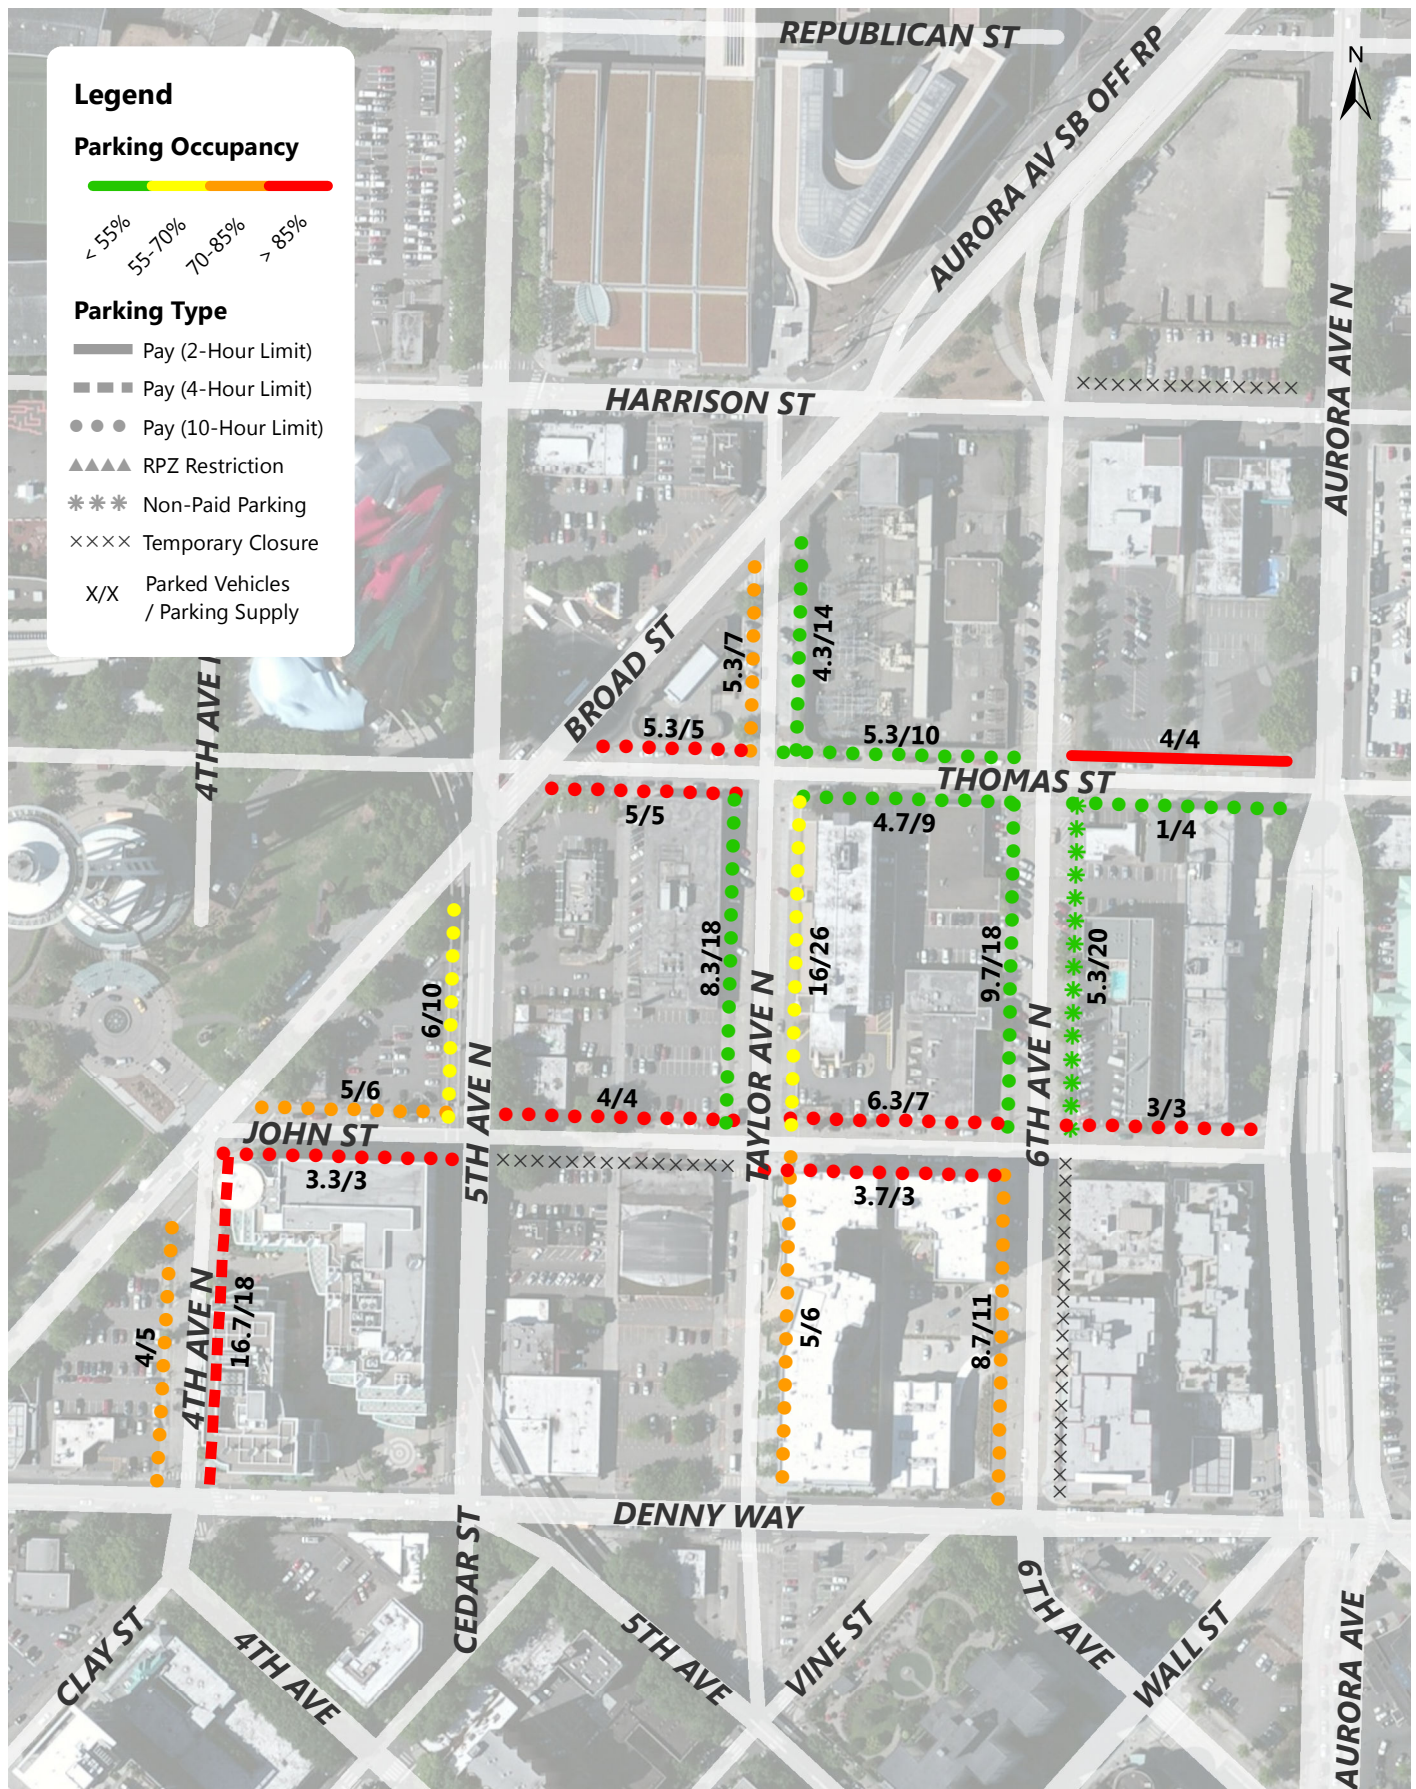 REPUBLICAN ST
AURORA AV SB OFF RP
N
Legend
Parking Occupancy
< 55%
55-70%
70-85%
> 85%
Parking Type
Pay (2-Hour Limit)
Pay (4-Hour Limit)
Pay (10-Hour Limit)
RPZ Restriction
Non-Paid Parking
Temporary Closure
X/X
Parked Vehicles
/ Parking Supply
AURORA AVE N
HARRISON ST
BROAD ST
4TH AVE
5.3/7
4.3/14
5.3/5
5.3/10
4/4
THOMAS ST
5/5
4.7/9
1/4
8.3/18
16/26
9.7/18
5.3/20
6/10
TAYLOR AVE N
6TH AVE N
5TH AVE N
5/6
4/4
6.3/7
3/3
JOHN ST
3.3/3
3.7/3
4/5
4TH AVE N
16.7/18
5/6
8.7/11
DENNY WAY
CEDAR ST
CLAY ST
4TH AVE
5TH AVE
VINE ST
6TH AVE
WALL ST
AURORA AVE